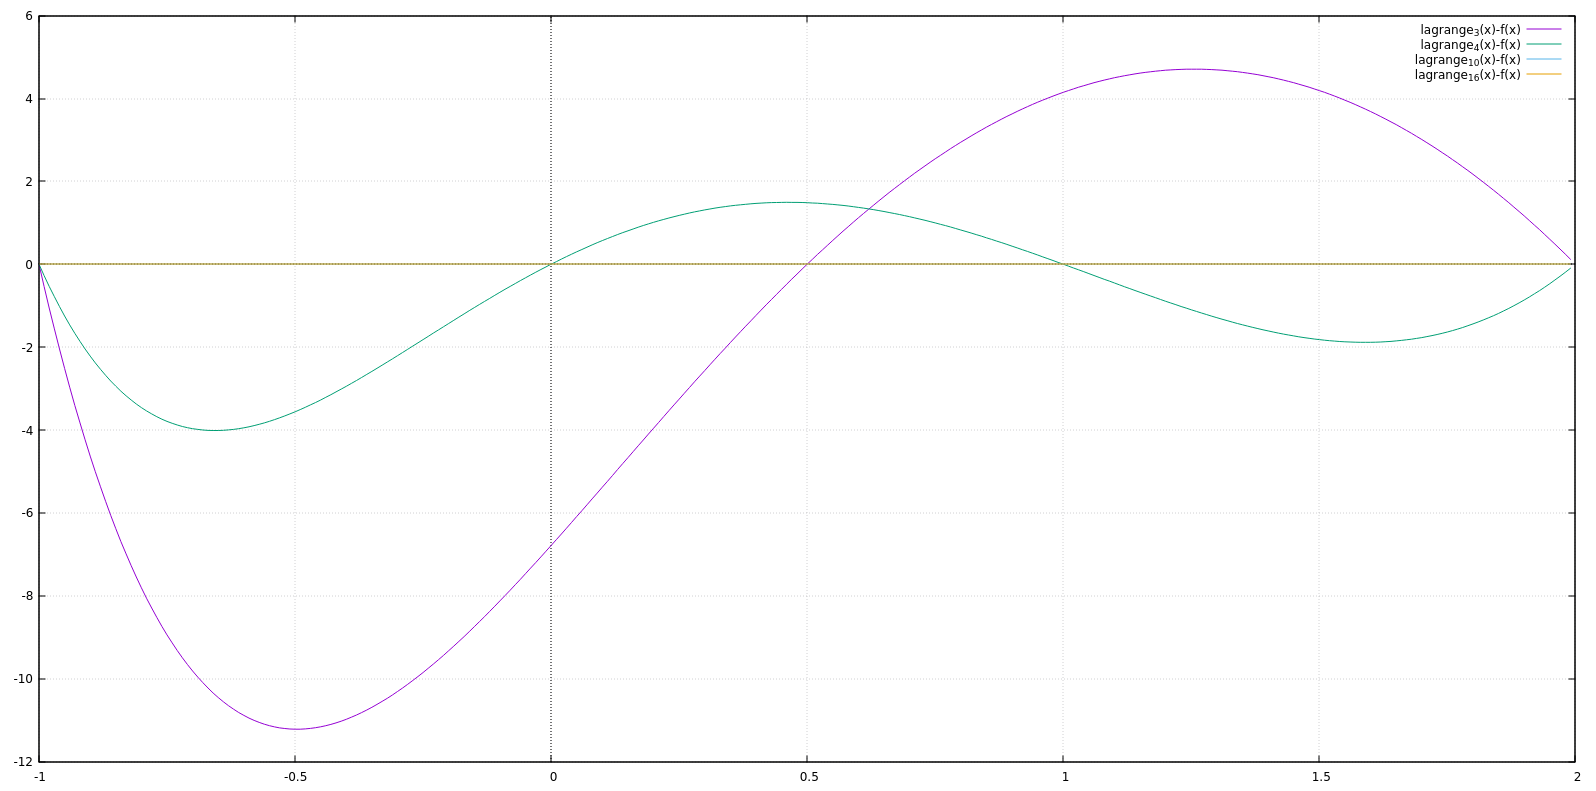 6
lagrange₃(x)-f(x)
lagrange₄(x)-f(x)
lagrange₁₀(x)-f(x)
lagrange₁₆(x)-f(x)
4
2
0
-2
-4
-6
-8
-10
-12
-1 -0.5 0 0.5 1 1.5 2